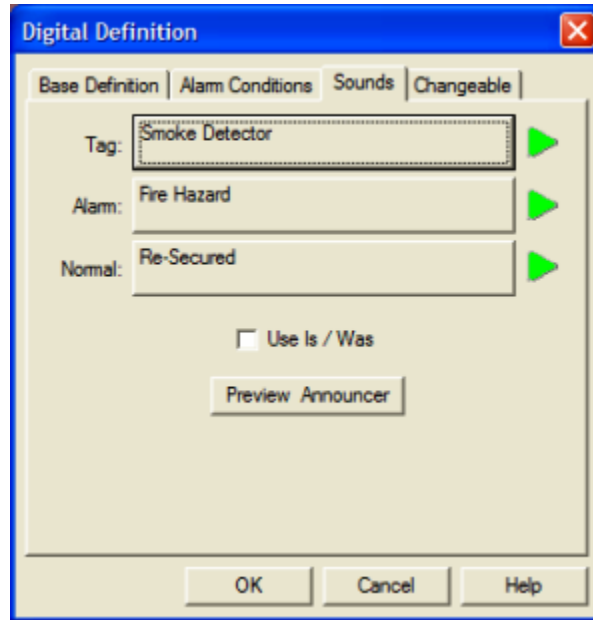 Digital Definition
Base Definition Alarm Conditions Sounds Changeable
Tag: Smoke Detector
Alarm: Fire Hazard
Normal: Re-Secured
Use Is / Was
Preview Announcer
OK Cancel Help